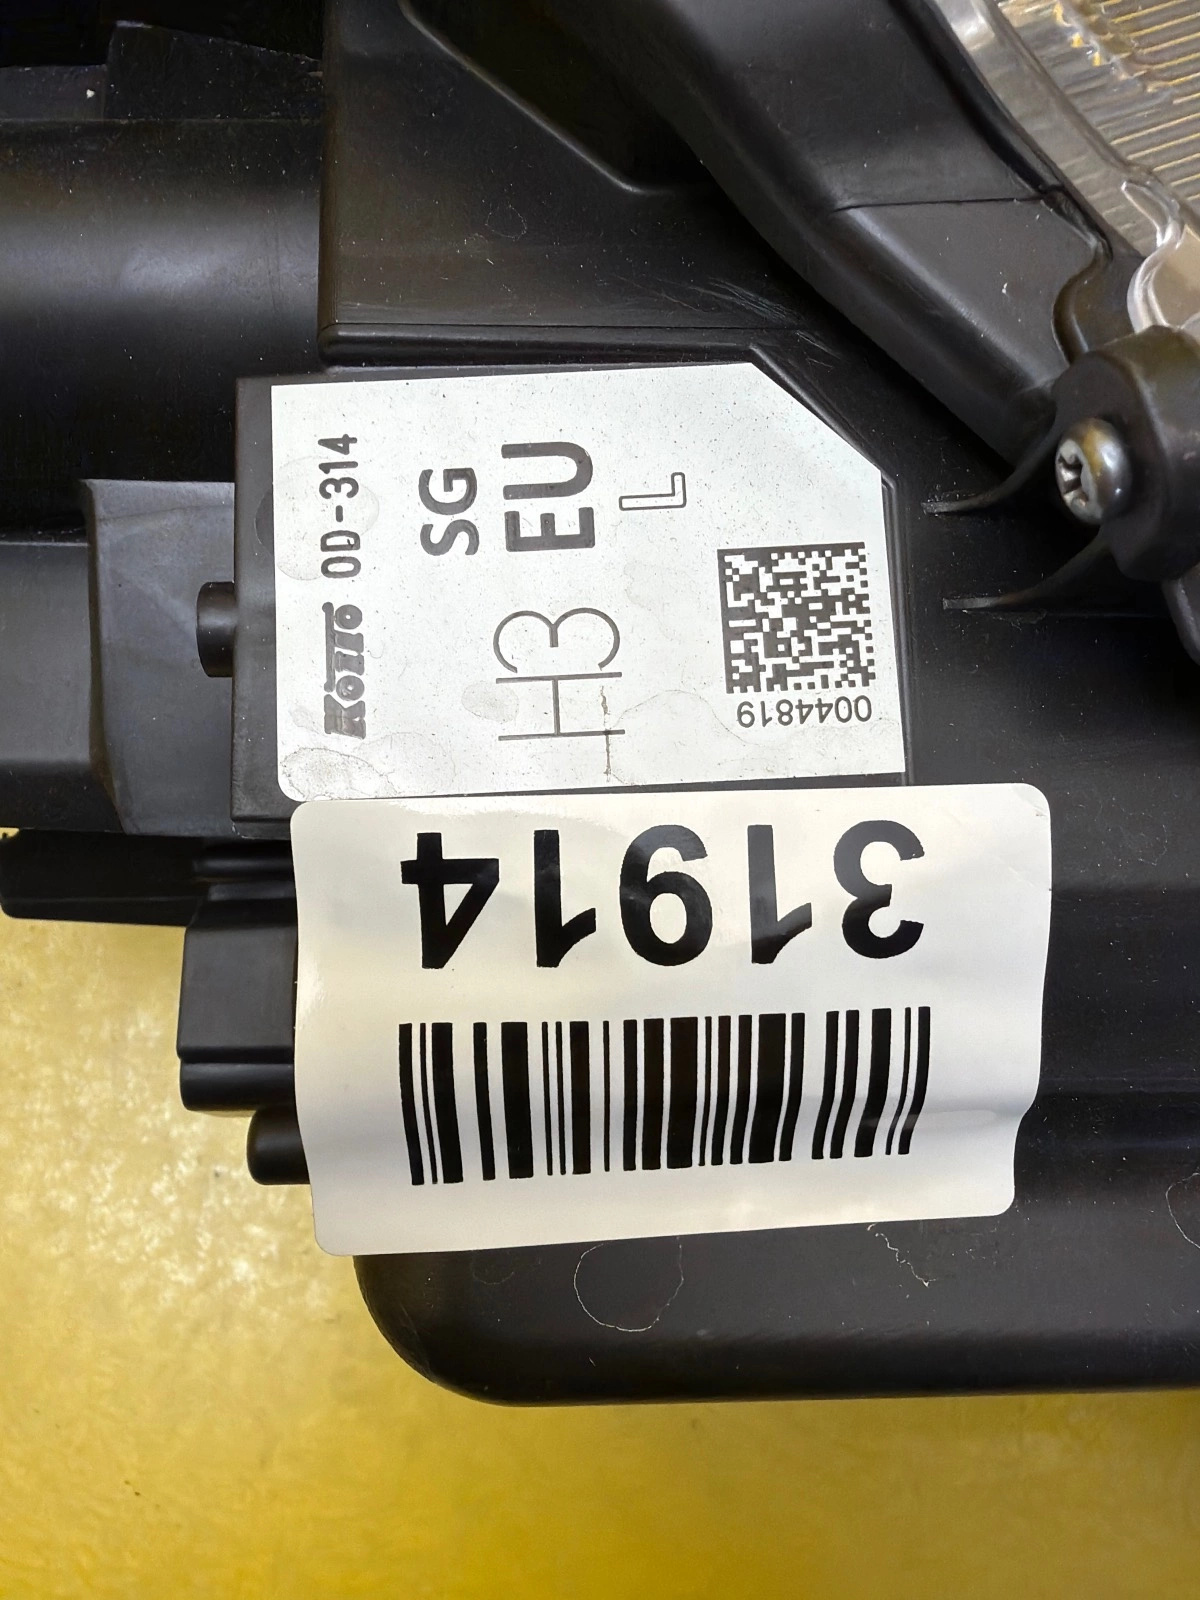 KOITO 0D-314
SG
EU
H3
L
0044819
31914